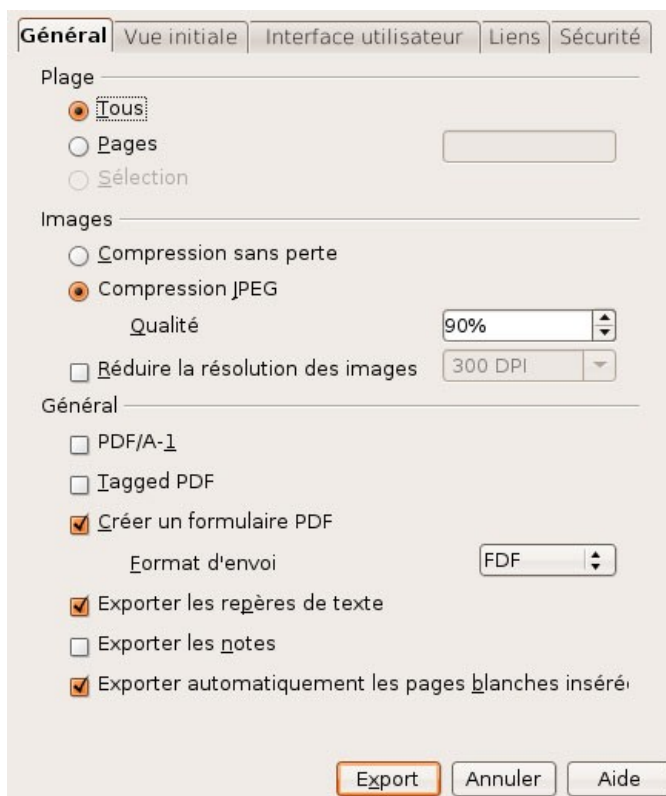 Général Vue initiale Interface utilisateur Liens Sécurité
Plage
Tous
Pages
Sélection
Images
Compression sans perte
Compression JPEG
Qualité 90%
Réduire la résolution des images 300 DPI
Général
PDF/A-1
Tagged PDF
Créer un formulaire PDF
Format d'envoi FDF
Exporter les repères de texte
Exporter les notes
Exporter automatiquement les pages blanches inséré
Export Annuler Aide